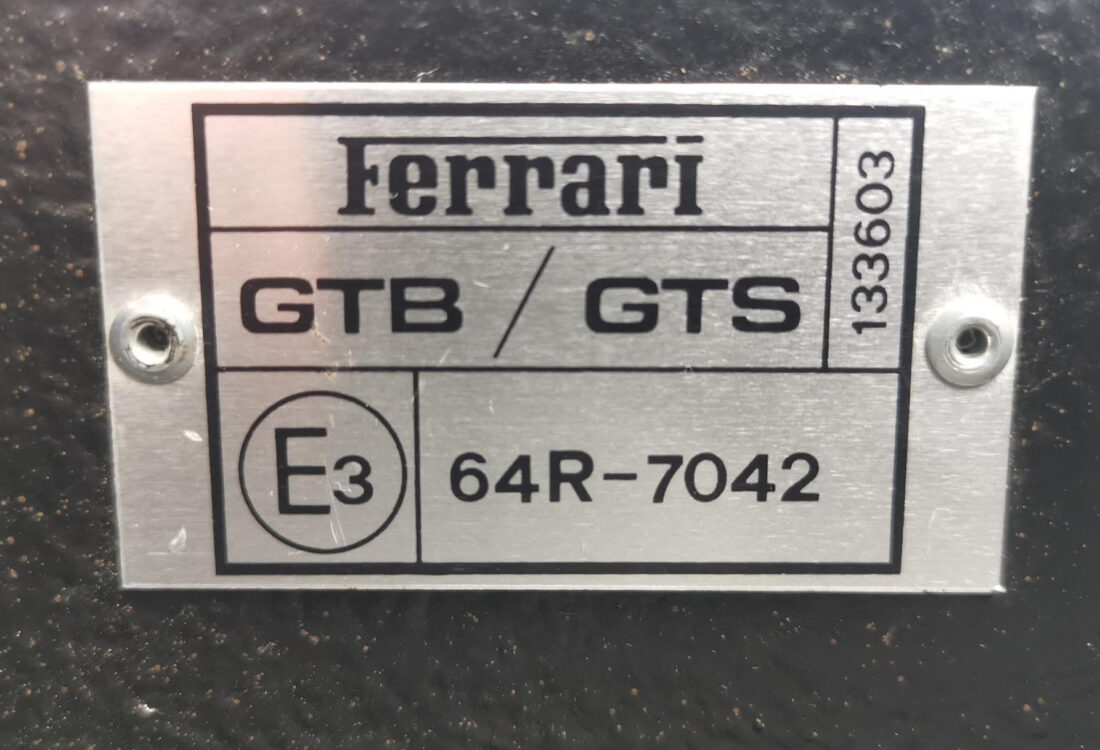 Ferrari
GTB / GTS
133603
E3
64R-7042